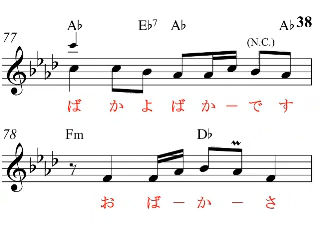 77 A♭ E♭7 A♭ (N.C.) A♭ 38
ば か よ ば か ー で す
78 Fm D♭
お ば ー か ー さ